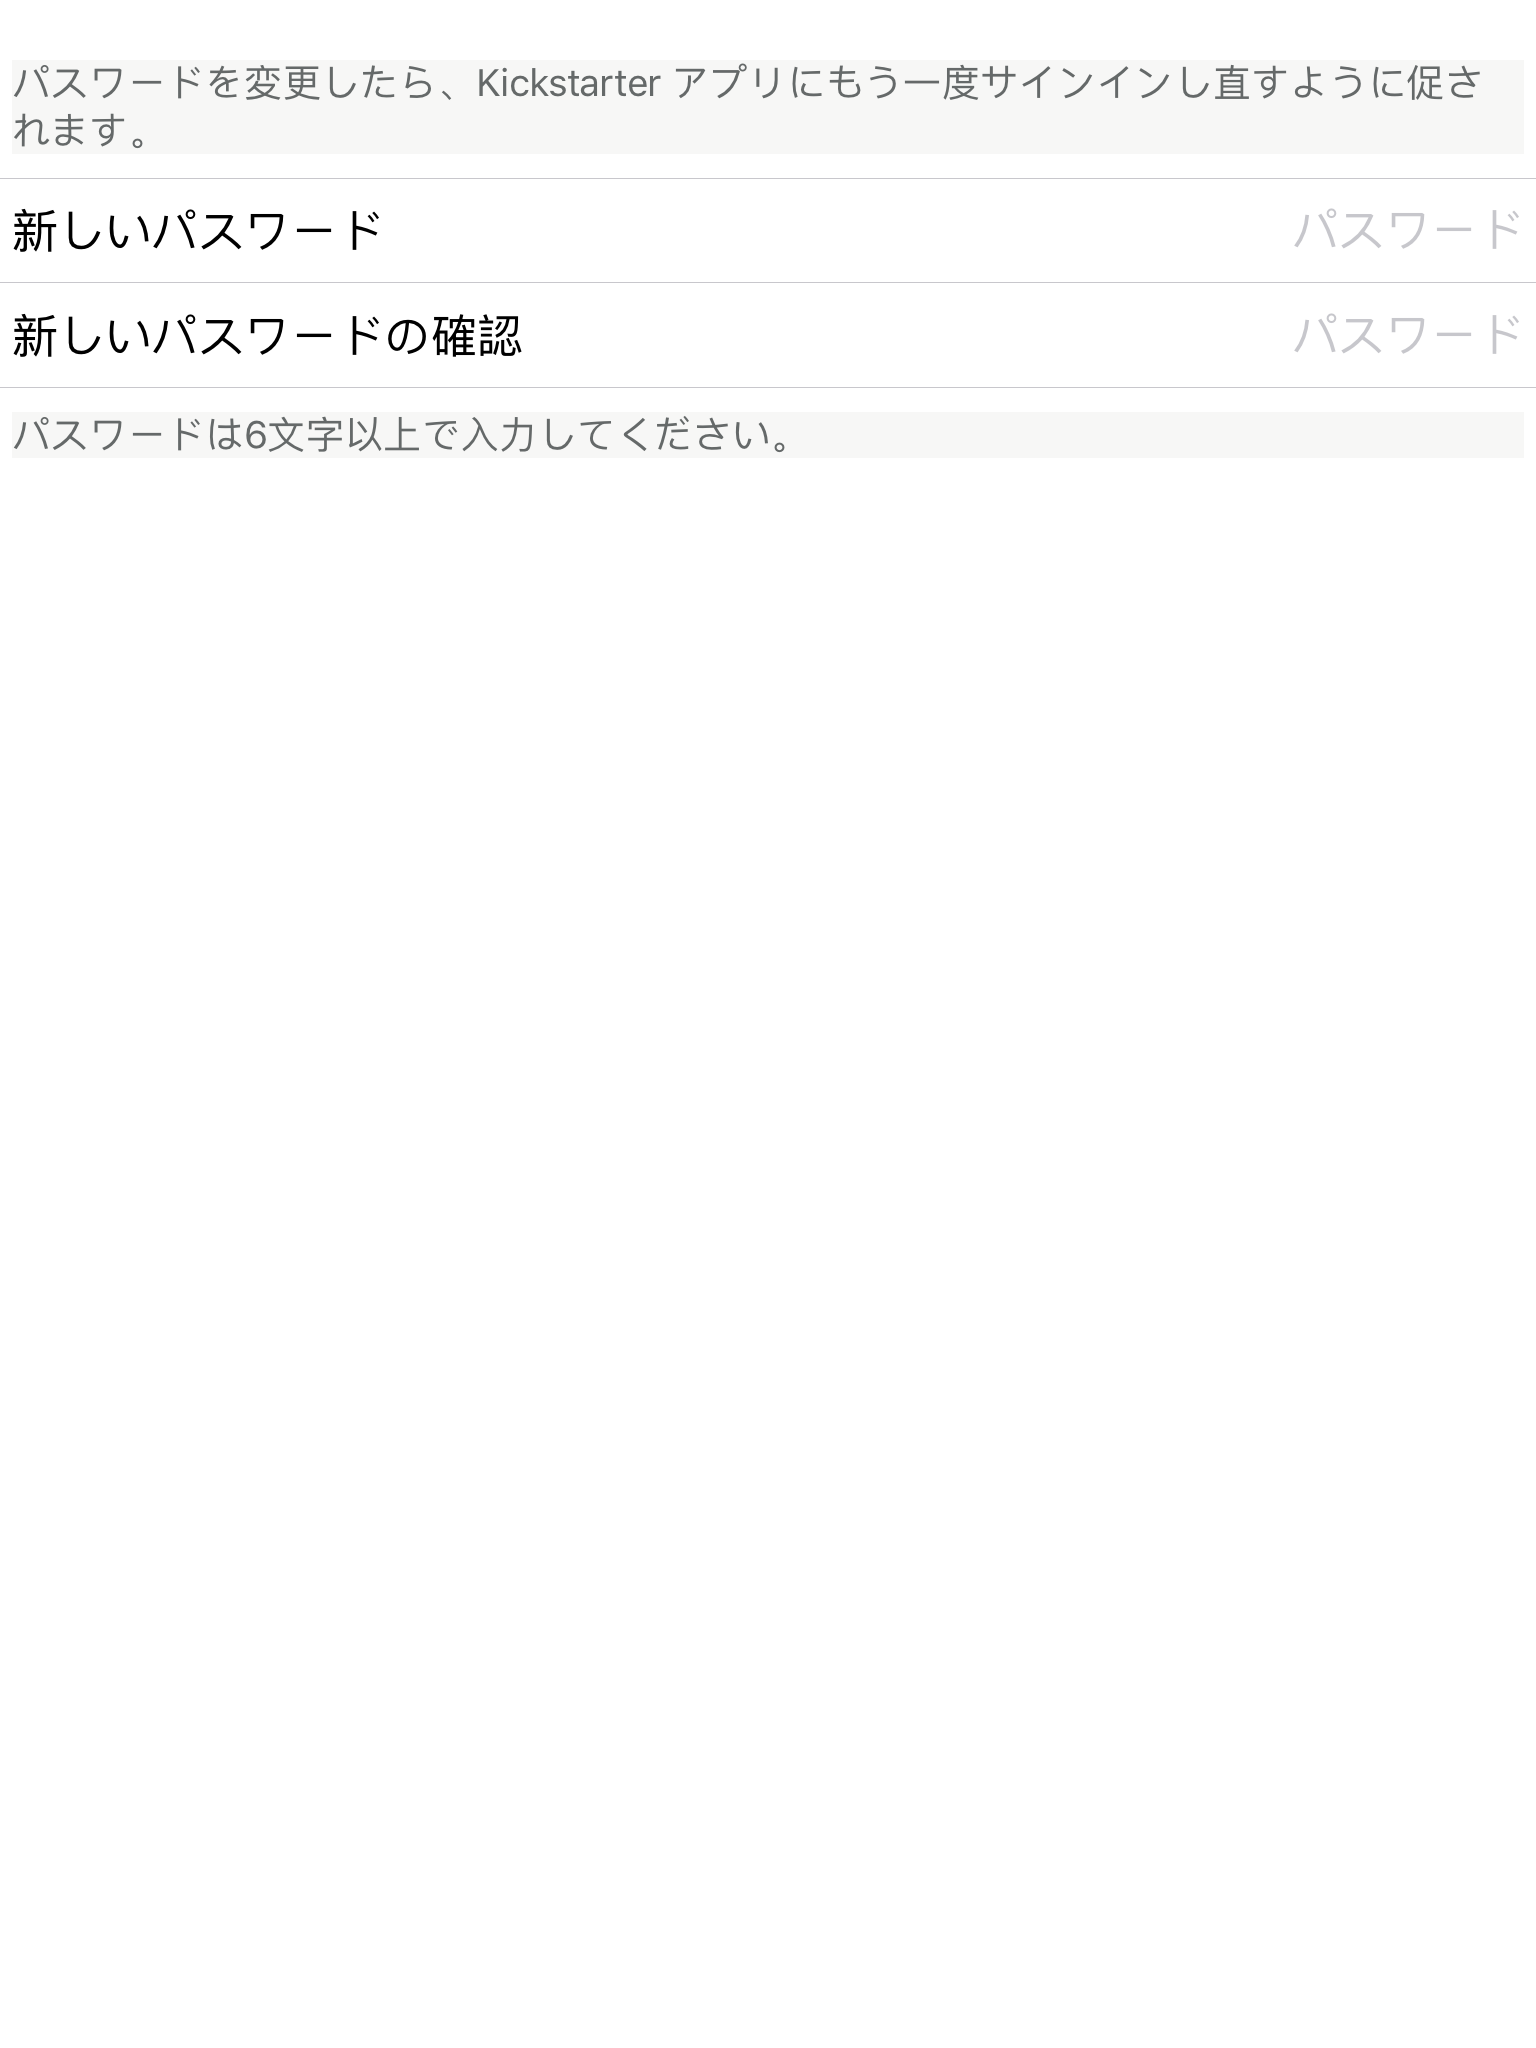 パスワードを変更したら、Kickstarter アプリにもう一度サインインし直すように促さ
れます。
新しいパスワード パスワード
新しいパスワードの確認 パスワード
パスワードは6文字以上で入力してください。